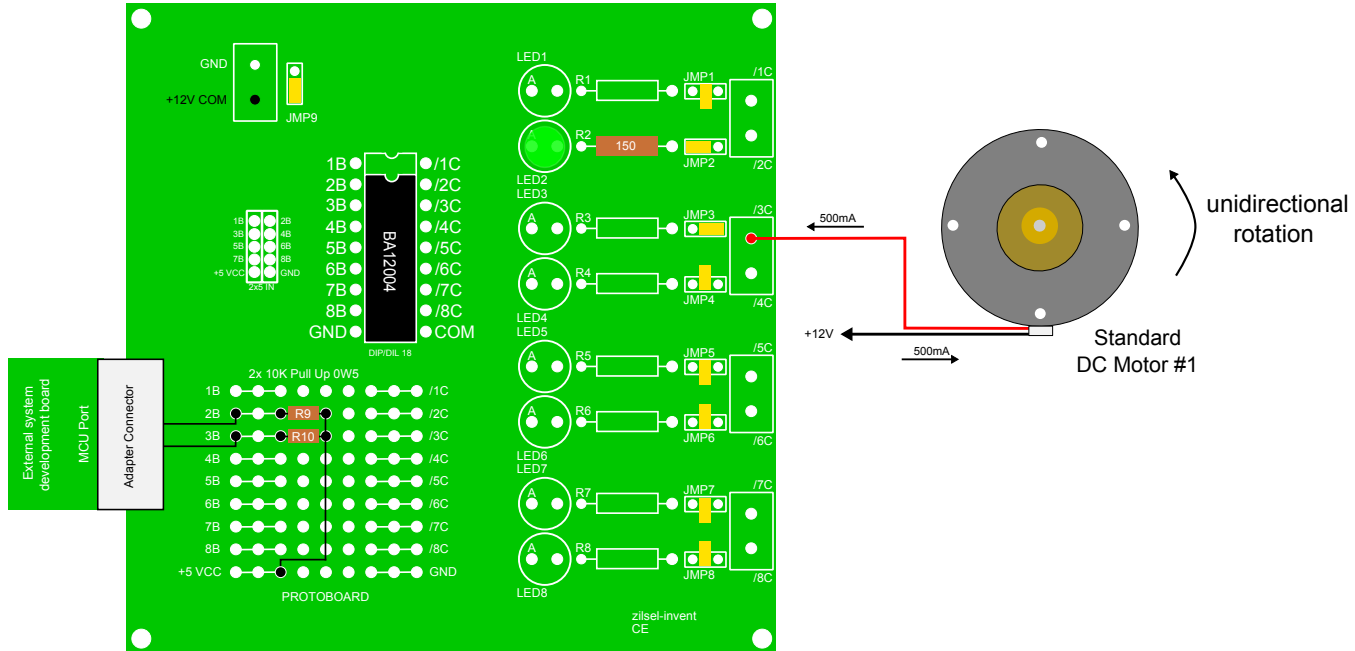 GND
+12V COM
JMP9
1B
2B
3B
4B
5B
6B
7B
8B
GND
/1C
/2C
/3C
/4C
/5C
/6C
/7C
/8C
COM
BA12004
DIP/DIL 18
1B 2B
3B 4B
5B 6B
7B 8B
+5 VCC GND
2x5 IN
LED1
A R1 JMP1 /1C
A R2 150 JMP2 /2C
LED2
LED3
A R3 JMP3 /3C
A R4 JMP4 /4C
LED4
LED5
A R5 JMP5 /5C
A R6 JMP6 /6C
LED6
LED7
A R7 JMP7 /7C
A R8 JMP8 /8C
LED8
500mA
+12V
500mA
unidirectional
rotation
Standard
DC Motor #1
External system
development board
MCU Port
Adapter Connector
2x 10K Pull Up 0W5
1B /1C
2B R9 /2C
3B R10 /3C
4B /4C
5B /5C
6B /6C
7B /7C
8B /8C
+5 VCC GND
PROTOBOARD
zilsel-invent
CE